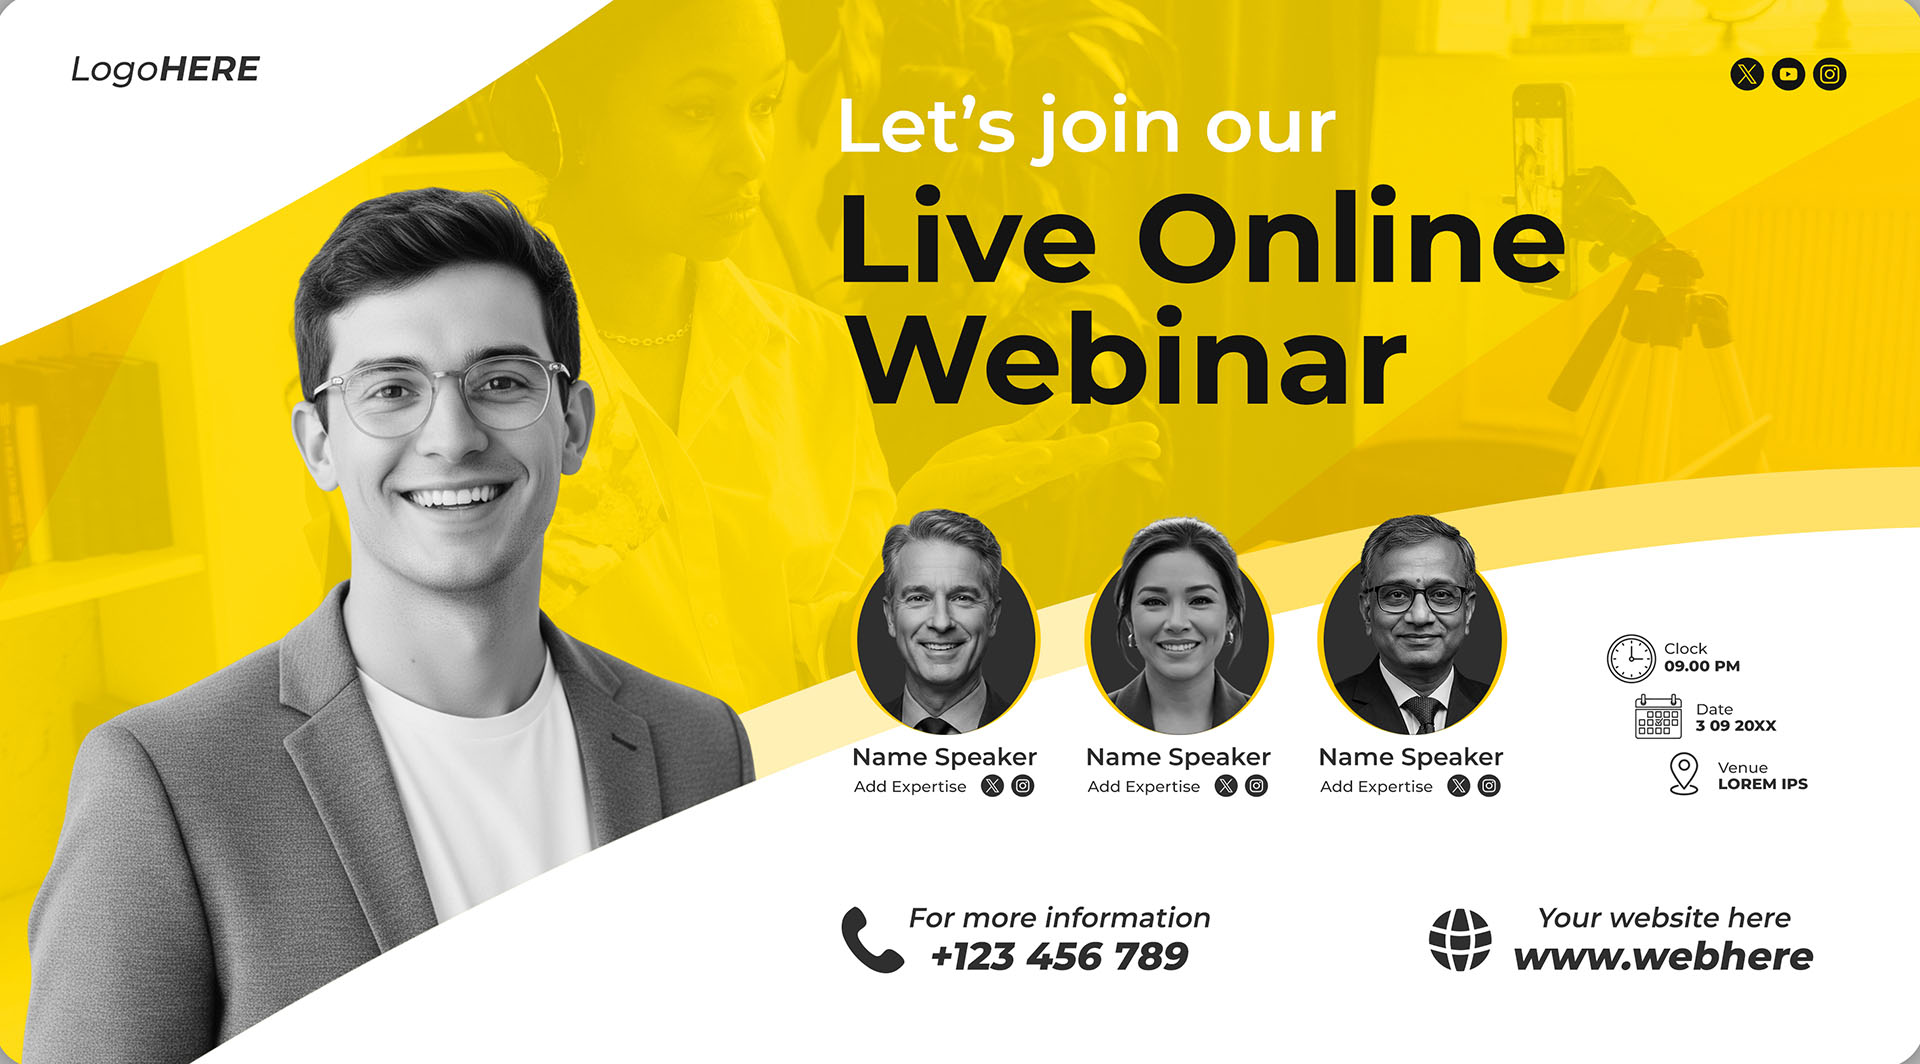 LogoHERE
Let's join our
Live Online
Webinar
Name Speaker
Add Expertise
Name Speaker
Add Expertise
Name Speaker
Add Expertise
Clock
09.00 PM
Date
3 09 20XX
Venue
LOREM IPS
For more information
+123 456 789
Your website here
www.webhere